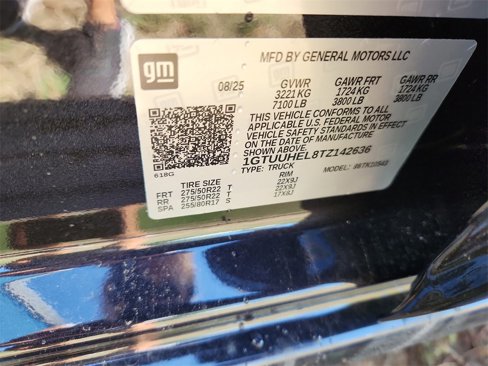 gm
MFD BY GENERAL MOTORS LLC
08/25 GVWR GAWR FRT GAWR RR
3221 KG 1724 KG 1724 KG
7100 LB 3800 LB 3800 LB
THIS VEHICLE CONFORMS TO ALL
APPLICABLE U.S. FEDERAL MOTOR
VEHICLE SAFETY STANDARDS IN EFFECT
ON THE DATE OF MANUFACTURE
SHOWN ABOVE.
1GTUUHEL8TZ142636
618G
TYPE: TRUCK MODEL:
TIRE SIZE RIM
FRT 275/50R22 T 22X9J
RR 275/50R22 T 22X9J
SPA 255/80R17 S 17X8J